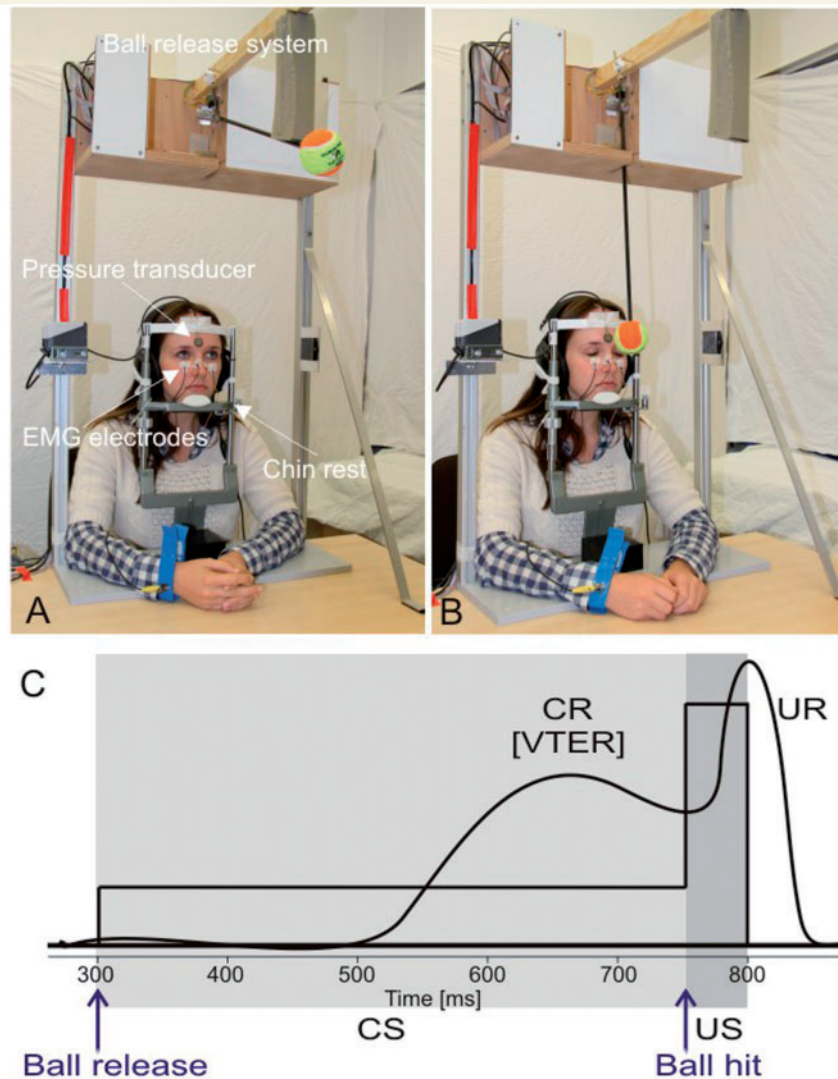 Ball release system
Pressure transducer
EMG electrodes
Chin rest
A
B
C
CR
[VTER]
UR
300
400
500
600
700
800
Time [ms]
CS
US
Ball release
Ball hit